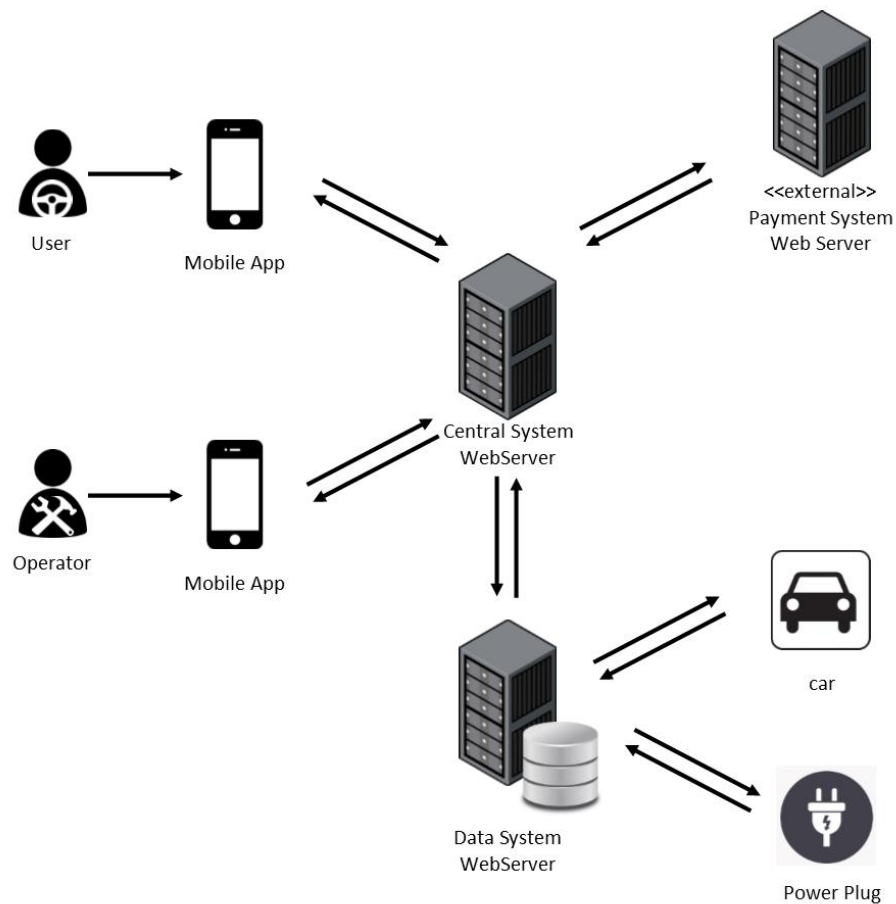 <<external>>
Payment System
Web Server
User
Mobile App
Central System
WebServer
Operator
Mobile App
car
Data System
WebServer
Power Plug